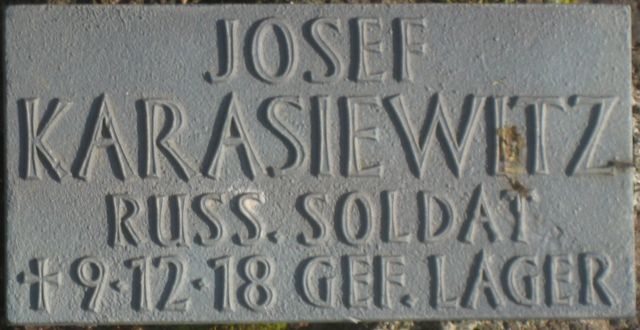 JOSEF
KARASIEWITZ
RUSS. SOLDAT
✝ 9·12·18 GEF. LAGER